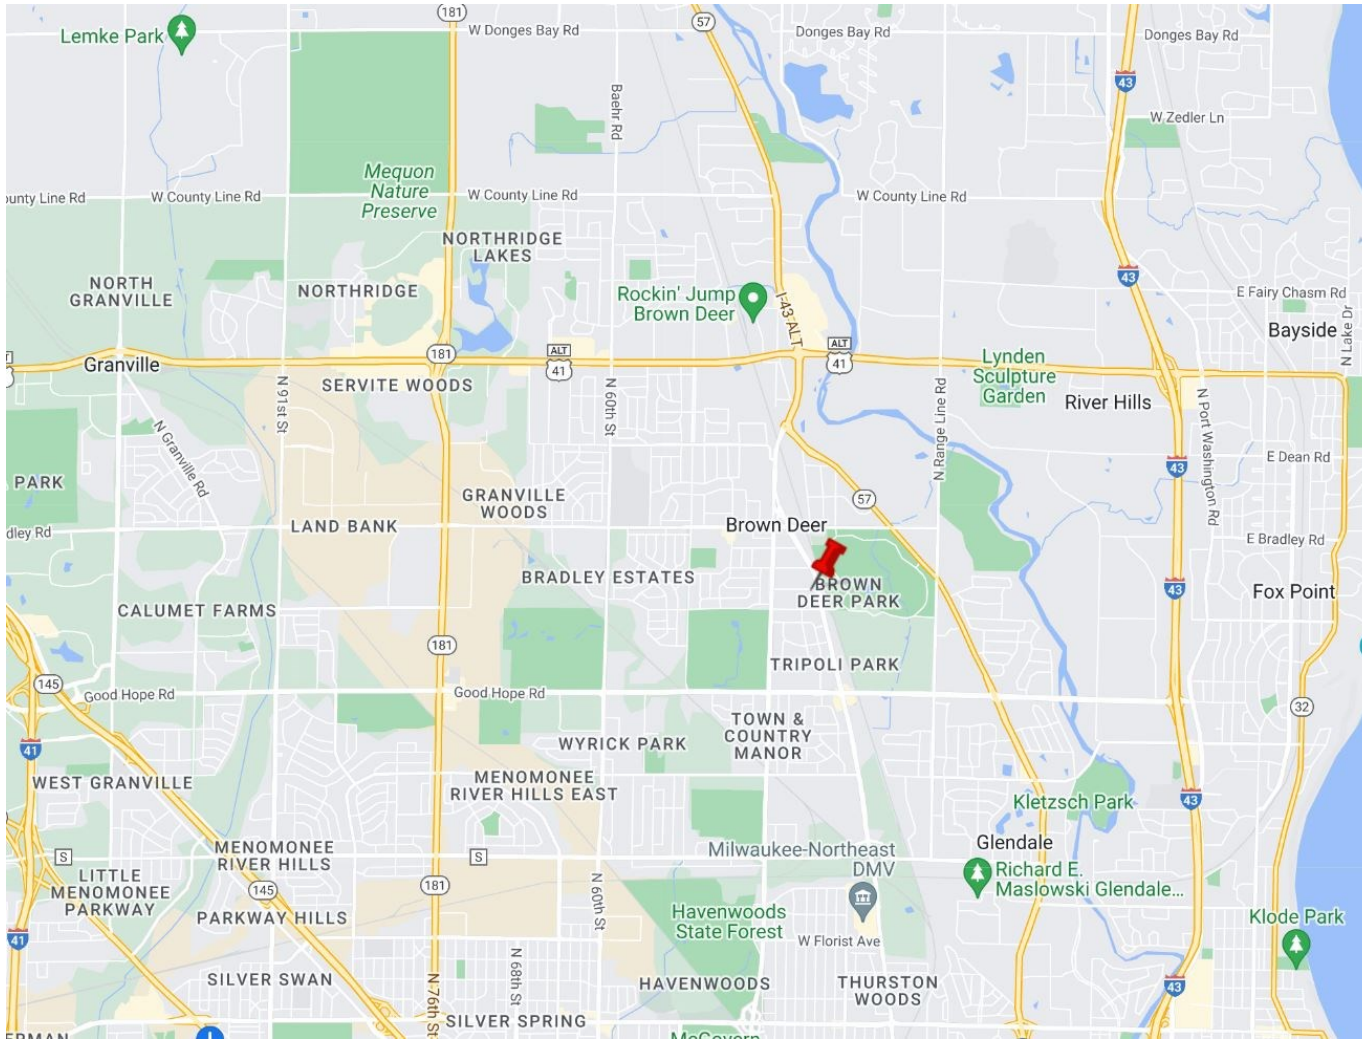 181
57
W Donges Bay Rd
Donges Bay Rd
Donges Bay Rd
Lemke Park
43
Baehr Rd
W Zedler Ln
Mequon
Nature
Preserve
ounty Line Rd
W County Line Rd
W County Line Rd
W County Line Rd
NORTHRIDGE
LAKES
43
NORTH
GRANVILLE
NORTHRIDGE
Rockin' Jump
Brown Deer
I-43 ALT
E Fairy Chasm Rd
Bayside
N Lake Dr
Granville
181
ALT
41
ALT
41
Lynden
Sculpture
Garden
SERVITE WOODS
River Hills
N 91st St
N 60th St
N Range Line Rd
N Port Washington Rd
N Granville Rd
43
E Dean Rd
PARK
GRANVILLE
WOODS
57
LAND BANK
Brown Deer
dley Rd
E Bradley Rd
BRADLEY ESTATES
BROWN
DEER PARK
43
Fox Point
CALUMET FARMS
181
TRIPOLI PARK
145
Good Hope Rd
Good Hope Rd
32
TOWN &
COUNTRY
MANOR
41
WYRICK PARK
WEST GRANVILLE
MENOMONEE
RIVER HILLS EAST
Kletzsch Park
43
S
MENOMONEE
RIVER HILLS
S
Milwaukee-Northeast
DMV
Glendale
LITTLE
MENOMONEE
PARKWAY
145
181
N 60th St
Richard E.
Maslowski Glendale...
PARKWAY HILLS
Havenwoods
State Forest
Klode Park
41
W Florist Ave
SILVER SWAN
N 76th St
N 68th St
HAVENWOODS
THURSTON
WOODS
43
SILVER SPRING
ERMAN
McGovern